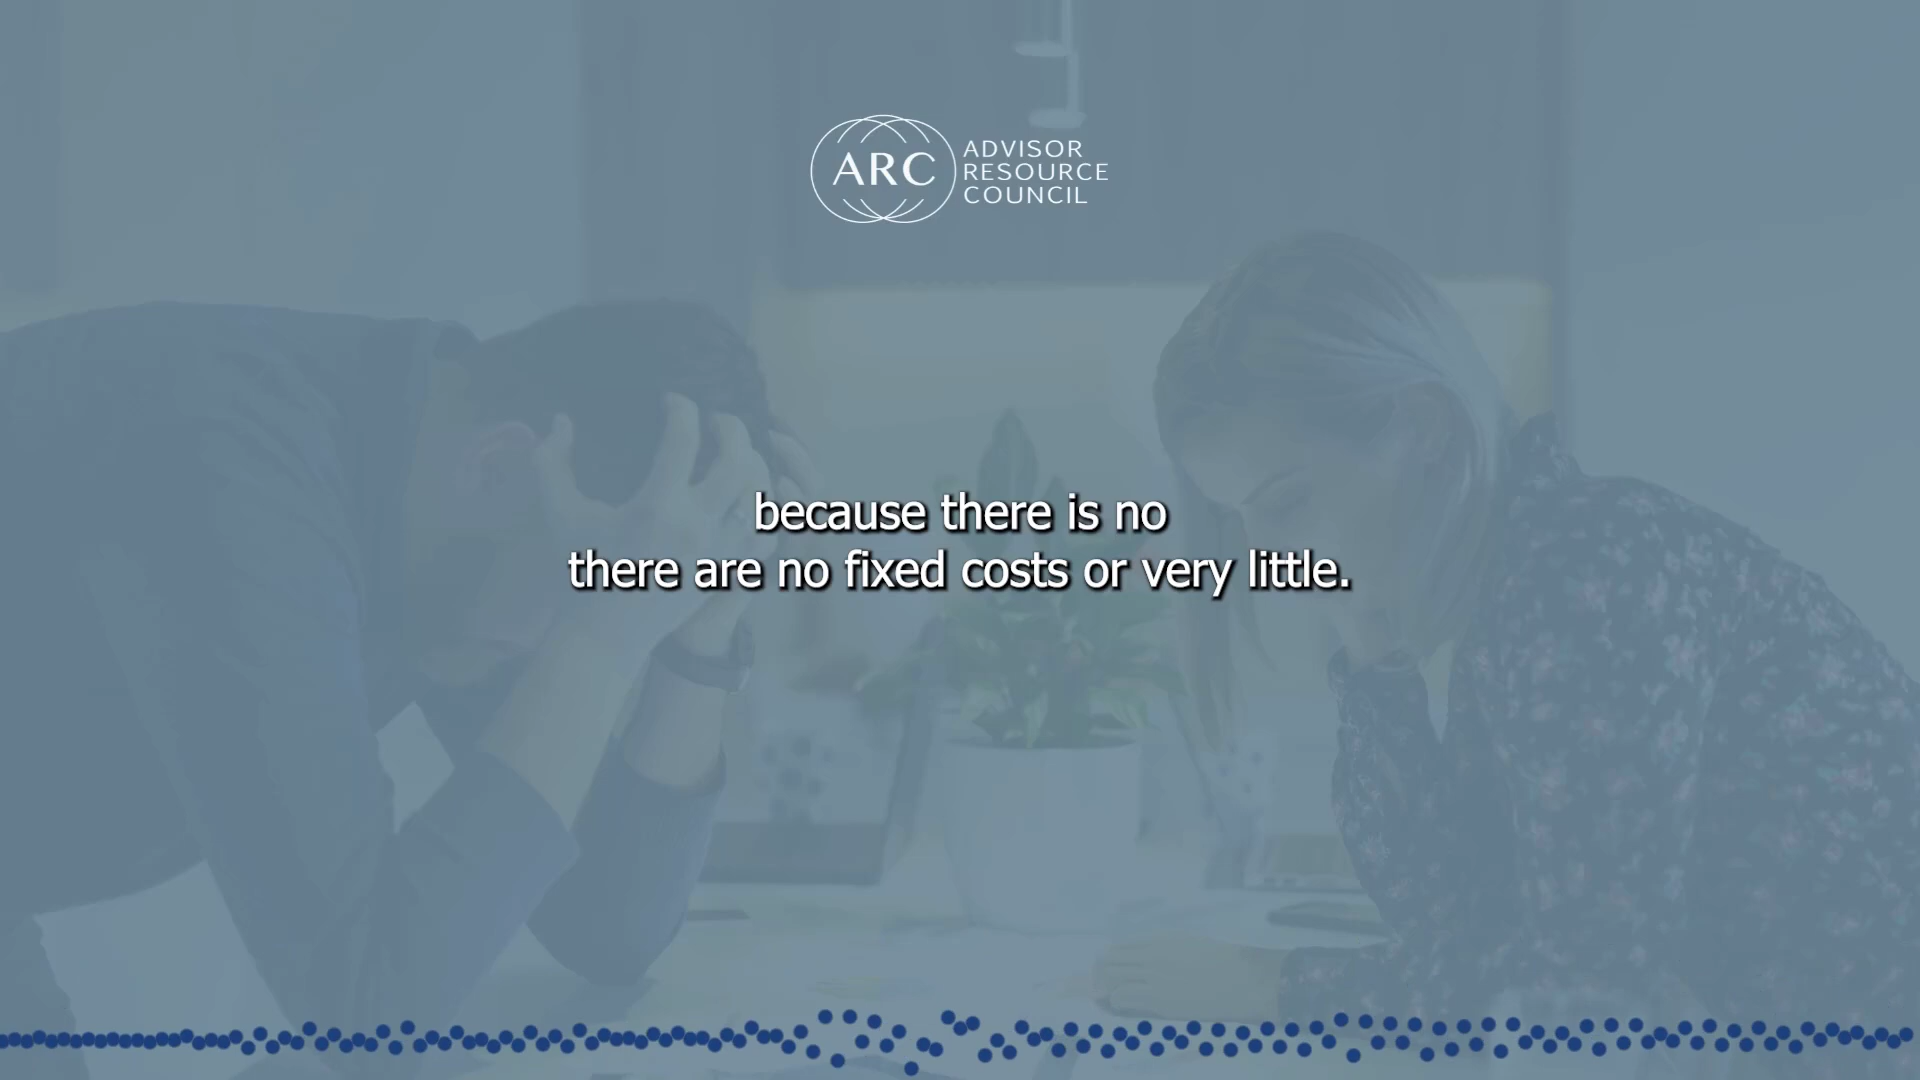 ARC
ADVISOR
RESOURCE
COUNCIL
because there is no
there are no fixed costs or very little.